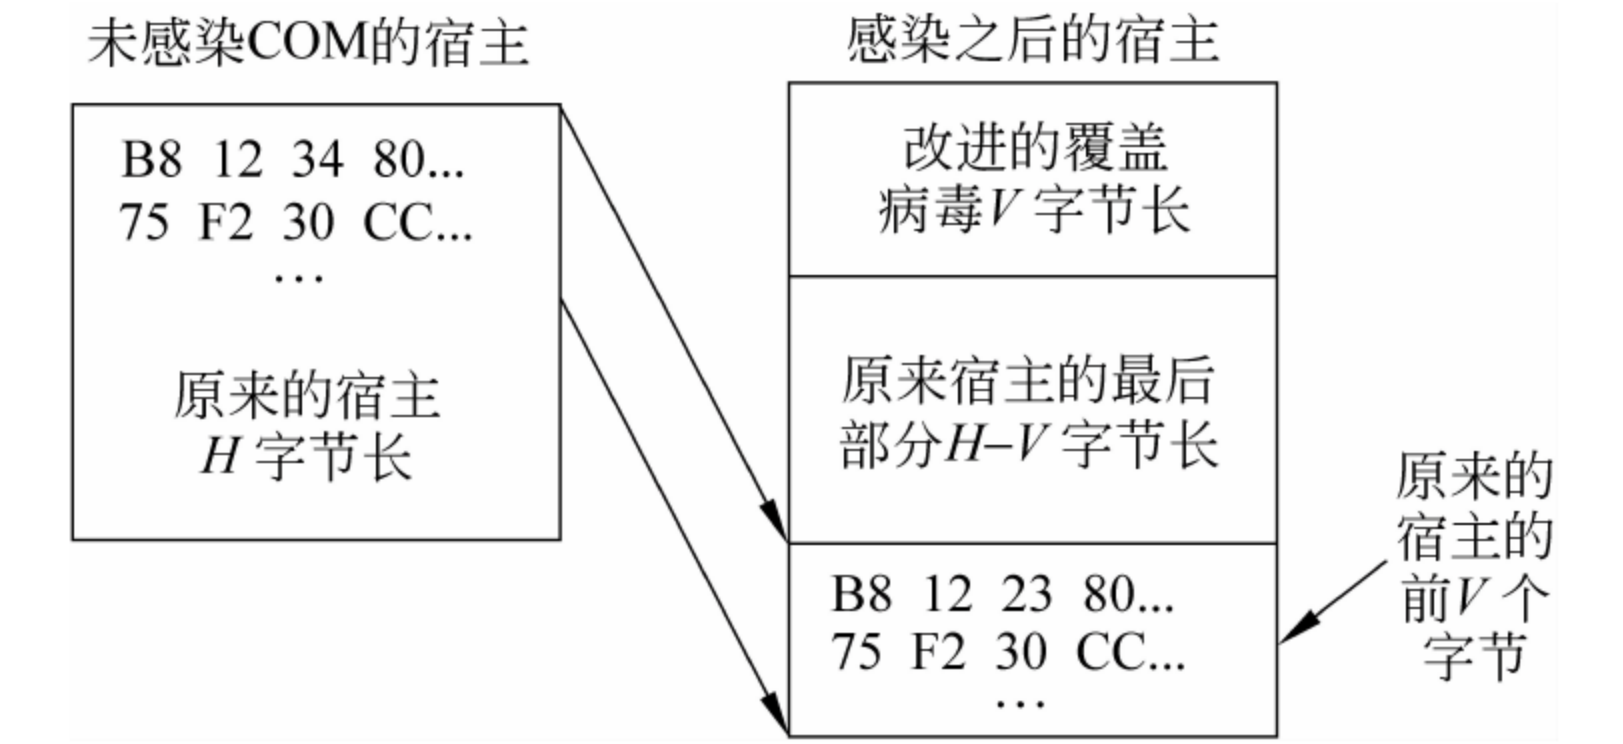 未感染COM的宿主
B8 12 34 80...
75 F2 30 CC...
...
原来的宿主
H 字节长
感染之后的宿主
改进的覆盖
病毒V 字节长
原来宿主的最后
部分H–V 字节长
B8 12 23 80...
75 F2 30 CC...
...
原来的
宿主的
前V 个
字节